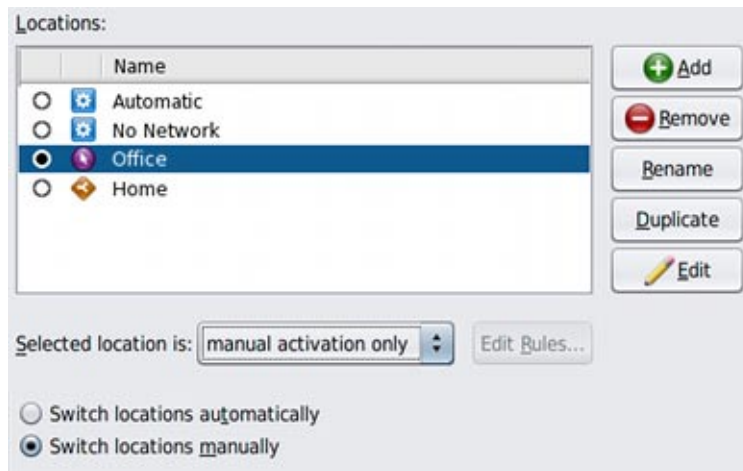 Locations:
Name
Automatic
No Network
Office
Home
Add
Remove
Rename
Duplicate
Edit
Selected location is: manual activation only Edit Rules...
Switch locations automatically
Switch locations manually